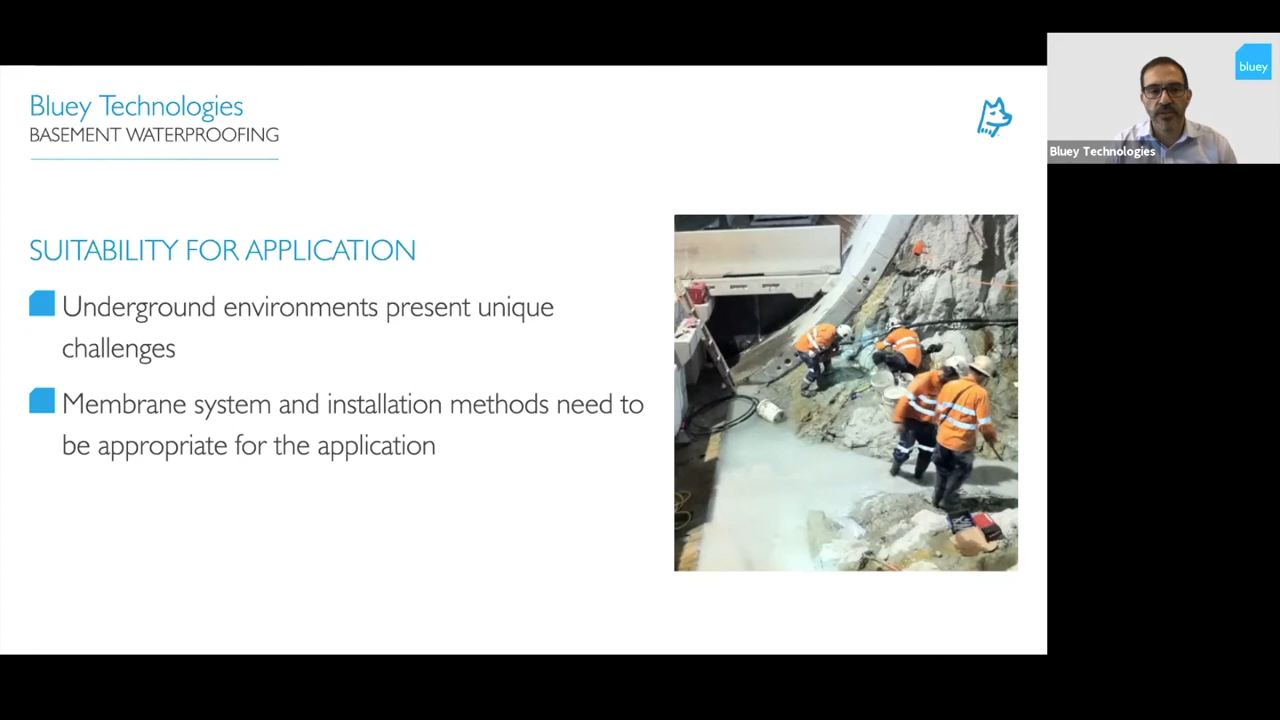 Bluey Technologies
BASEMENT WATERPROOFING
SUITABILITY FOR APPLICATION
Underground environments present unique
challenges
Membrane system and installation methods need to
be appropriate for the application
bluey
Bluey Technologies